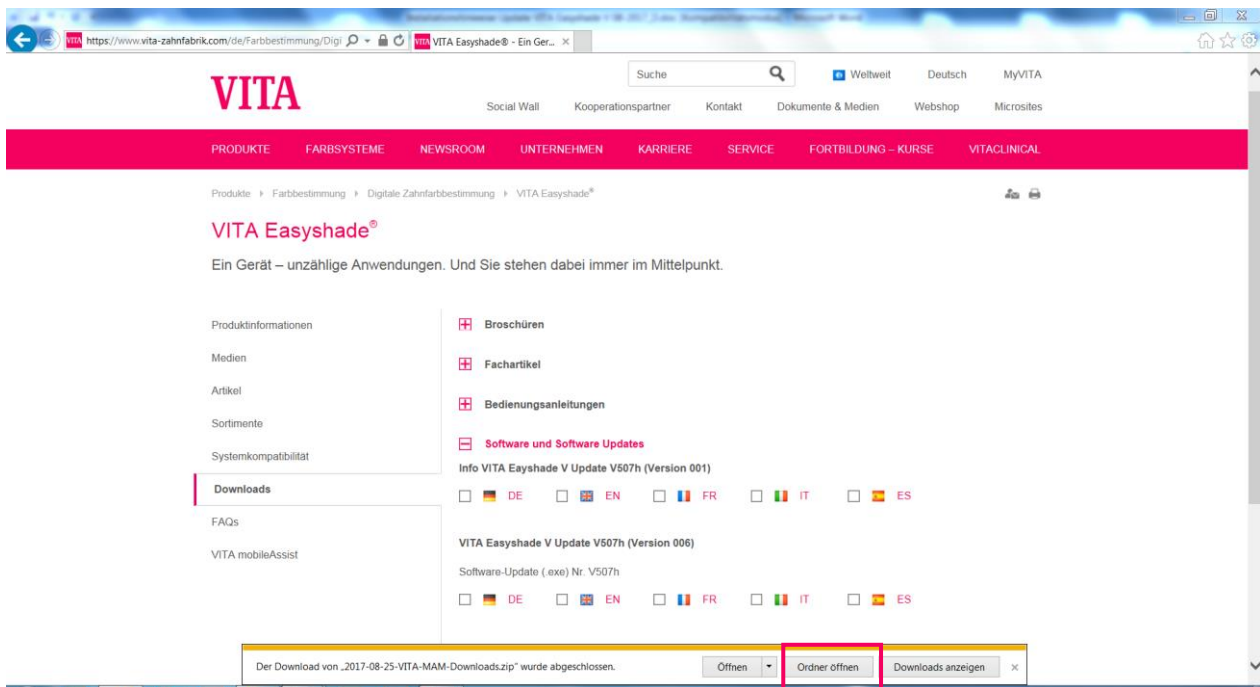 https://www.vita-zahnfabrik.com/de/Farbbestimmung/Digi
VITA
VITA Easyshade® - Ein Ger...
VITA
Suche
Weltweit
Deutsch
MyVITA
Social Wall
Kooperationspartner
Kontakt
Dokumente & Medien
Webshop
Microsites
PRODUKTE
FARBSYSTEME
NEWSROOM
UNTERNEHMEN
KARRIERE
SERVICE
FORTBILDUNG – KURSE
VITACLINICAL
Produkte
Farbbestimmung
Digitale Zahnfarbbestimmung
VITA Easyshade®
VITA Easyshade®
Ein Gerät – unzählige Anwendungen. Und Sie stehen dabei immer im Mittelpunkt.
Produktinformationen
Medien
Artikel
Sortimente
Systemkompatibilität
Downloads
FAQs
VITA mobileAssist
Broschüren
Fachartikel
Bedienungsanleitungen
Software und Software Updates
Info VITA Eayshade V Update V507h (Version 001)
DE EN FR IT ES
VITA Easyshade V Update V507h (Version 006)
Software-Update (.exe) Nr. V507h
DE EN FR IT ES
Der Download von „2017-08-25-VITA-MAM-Downloads.zip“ wurde abgeschlossen.
Öffnen
Ordner öffnen
Downloads anzeigen